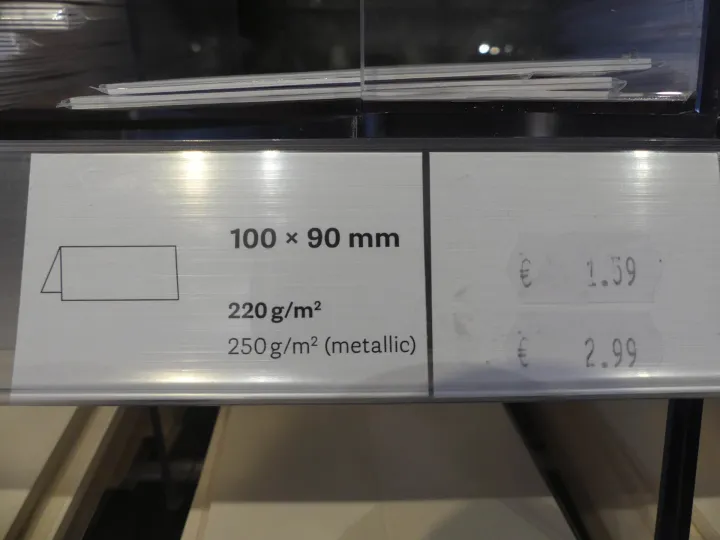 100 × 90 mm
220 g/m²
250 g/m² (metallic)
€ 1.59
€ 2.99